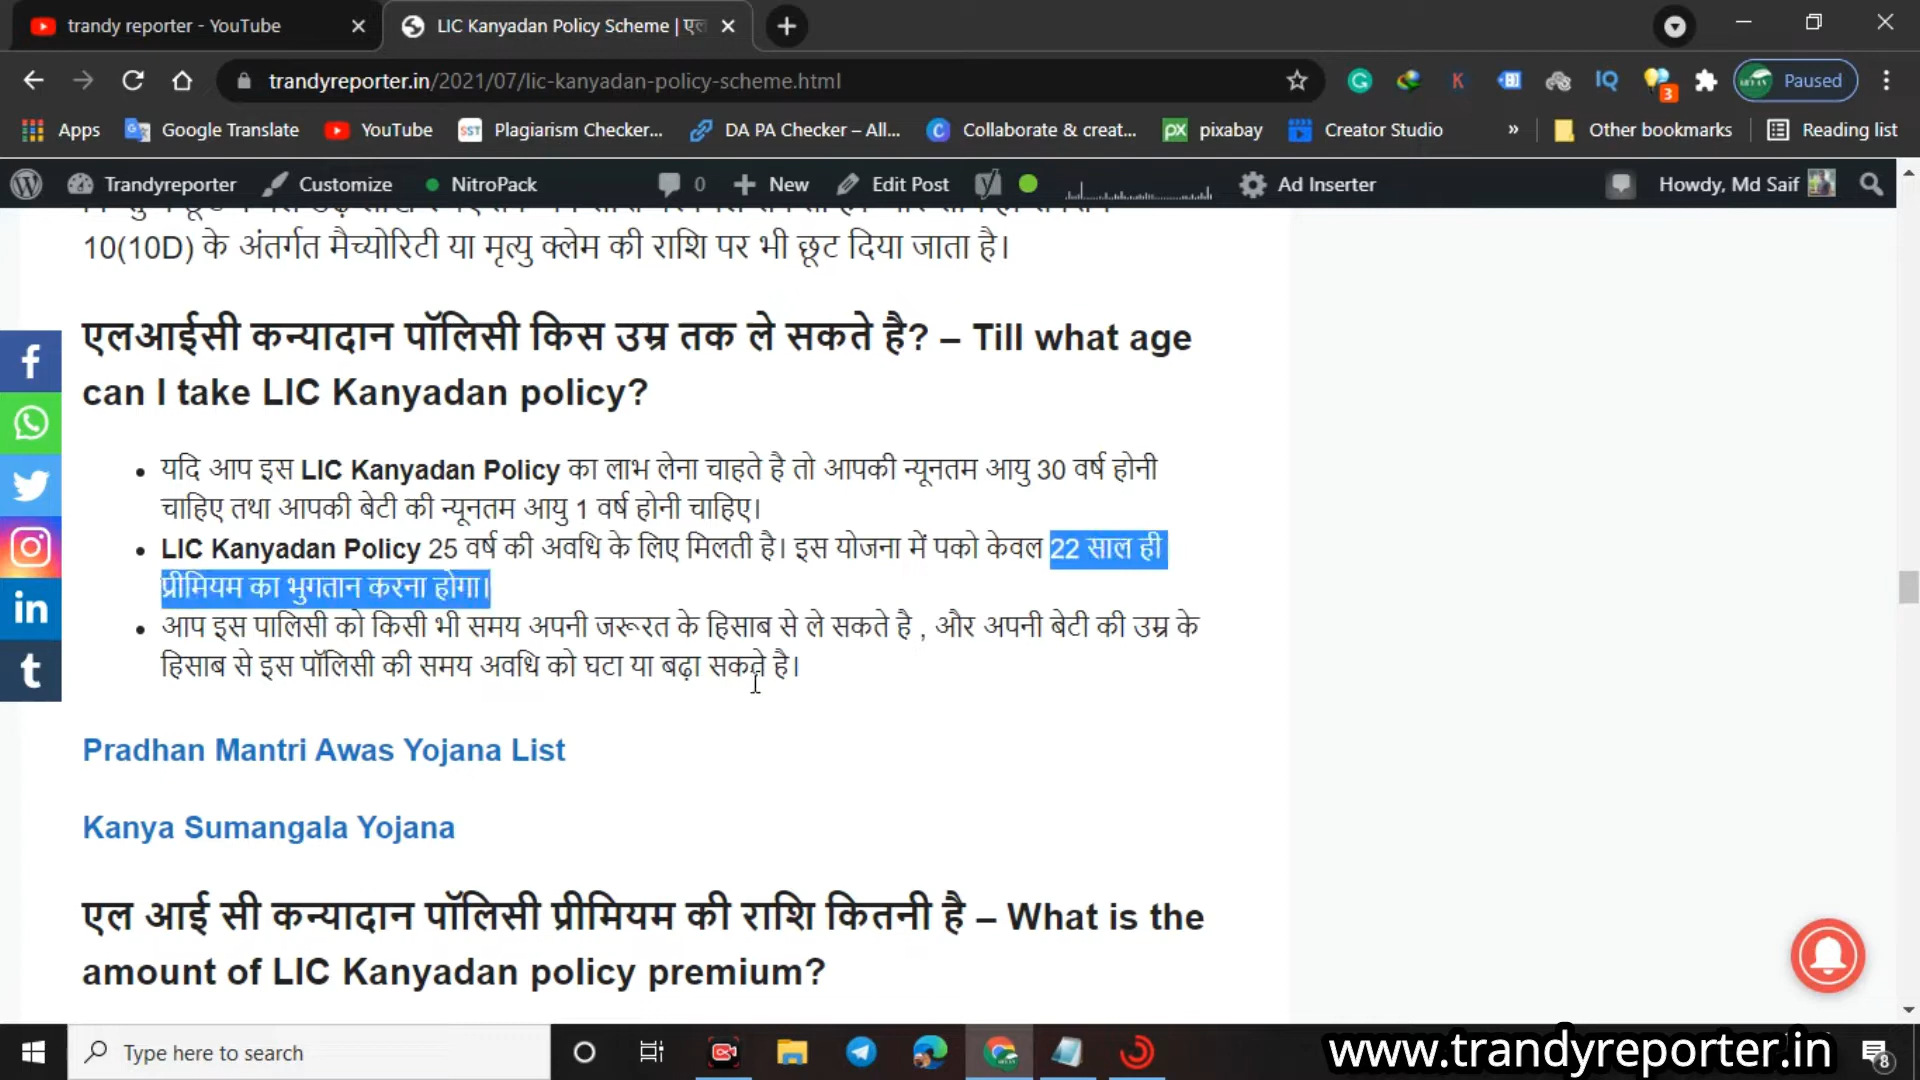 trandy reporter - YouTube
LIC Kanyadan Policy Scheme | एल
trandyreporter.in/2021/07/lic-kanyadan-policy-scheme.html
K
IQ
3
Paused
Apps
Google Translate
YouTube
SST
Plagiarism Checker...
DA PA Checker – All...
C
Collaborate & creat...
px
pixabay
Creator Studio
»
Other bookmarks
Reading list
Trandyreporter
Customize
NitroPack
0
New
Edit Post
Ad Inserter
Howdy, Md Saif
10(10D) के अंतर्गत मैच्योरिटी या मृत्यु क्लेम की राशि पर भी छूट दिया जाता है।
एलआईसी कन्यादान पॉलिसी किस उम्र तक ले सकते है? – Till what age
can I take LIC Kanyadan policy?
यदि आप इस LIC Kanyadan Policy का लाभ लेना चाहते है तो आपकी न्यूनतम आयु 30 वर्ष होनी
चाहिए तथा आपकी बेटी की न्यूनतम आयु 1 वर्ष होनी चाहिए।
LIC Kanyadan Policy 25 वर्ष की अवधि के लिए मिलती है। इस योजना में पको केवल 22 साल ही
प्रीमियम का भुगतान करना होगा।
आप इस पालिसी को किसी भी समय अपनी जरूरत के हिसाब से ले सकते है , और अपनी बेटी की उम्र के
हिसाब से इस पॉलिसी की समय अवधि को घटा या बढ़ा सकते है।
Pradhan Mantri Awas Yojana List
Kanya Sumangala Yojana
एल आई सी कन्यादान पॉलिसी प्रीमियम की राशि कितनी है – What is the
amount of LIC Kanyadan policy premium?
Type here to search
www.trandyreporter.in
8